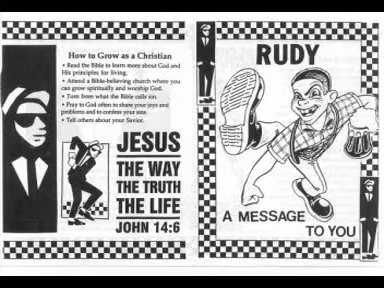 How to Grow as a Christian
• Read the Bible to learn more about God and
His principles for living.
• Attend a Bible-believing church where you
can grow spiritually and worship God.
• Turn from what the Bible calls sin.
• Pray to God often to share your joys and
problems and to confess your sins.
• Tell others about your Savior.
JESUS
THE WAY
THE TRUTH
THE LIFE
JOHN 14:6
RUDY
A MESSAGE
TO YOU